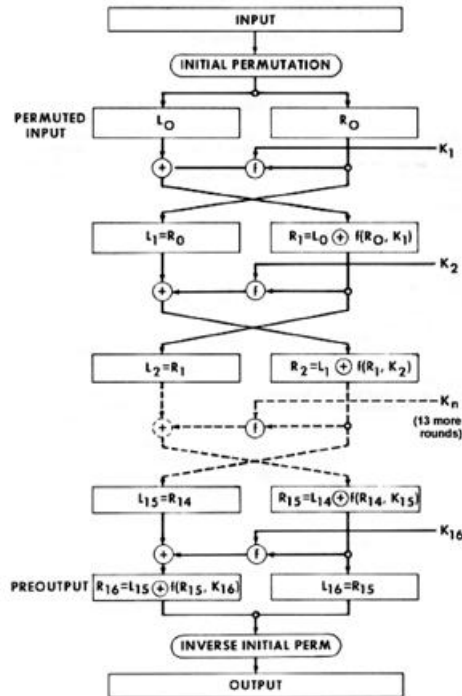 INPUT
INITIAL PERMUTATION
PERMUTED
INPUT
L0
R0
K1
+
f
L1=R0
R1=L0 ⊕ f(R0, K1)
K2
+
f
L2=R1
R2=L1 ⊕ f(R1, K2)
Kn
(13 more
rounds)
+
f
L15=R14
R15=L14 ⊕ f(R14, K15)
K16
+
f
PREOUTPUT
R16=L15 ⊕ f(R15, K16)
L16=R15
INVERSE INITIAL PERM
OUTPUT